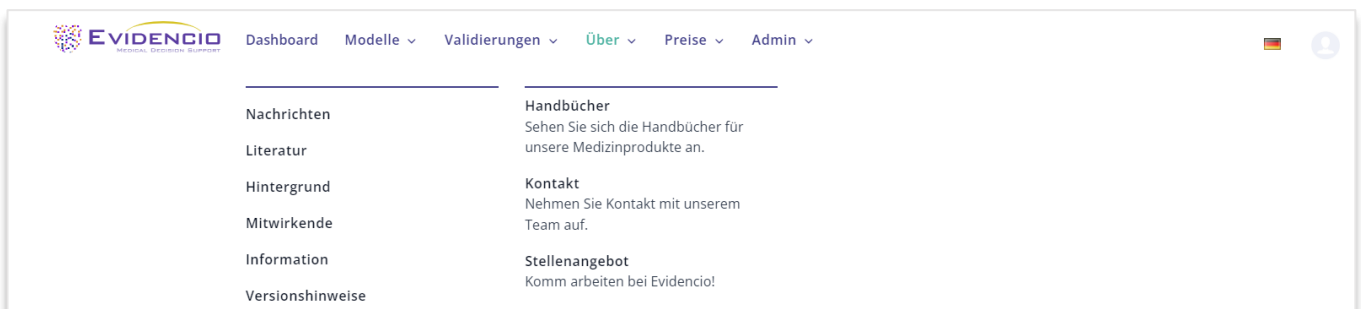 EVIDENCIO
MEDICAL DECISION SUPPORT
Dashboard Modelle Validierungen Über Preise Admin
Nachrichten
Literatur
Hintergrund
Mitwirkende
Information
Versionshinweise
Handbücher
Sehen Sie sich die Handbücher für
unsere Medizinprodukte an.
Kontakt
Nehmen Sie Kontakt mit unserem
Team auf.
Stellenangebot
Komm arbeiten bei Evidencio!